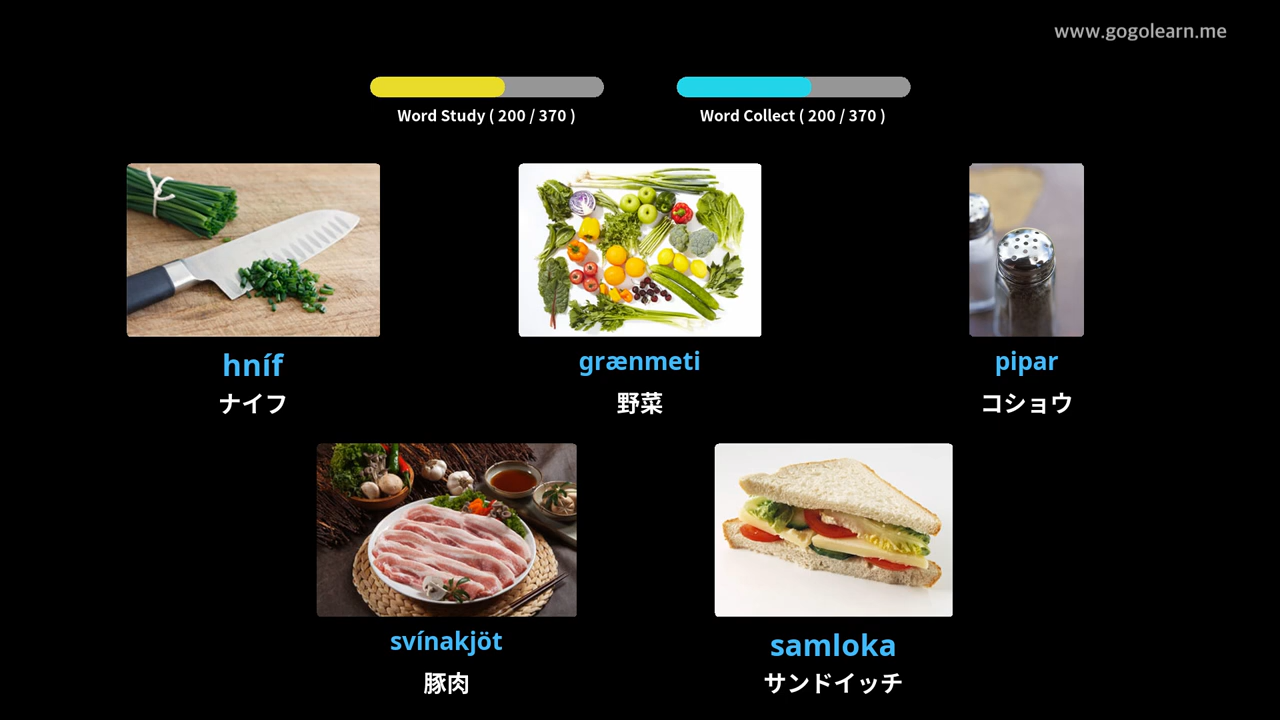 www.gogolearn.me
Word Study ( 200 / 370 )
Word Collect ( 200 / 370 )
hníf
ナイフ
grænmeti
野菜
pipar
コショウ
svínakjöt
豚肉
samloka
サンドイッチ